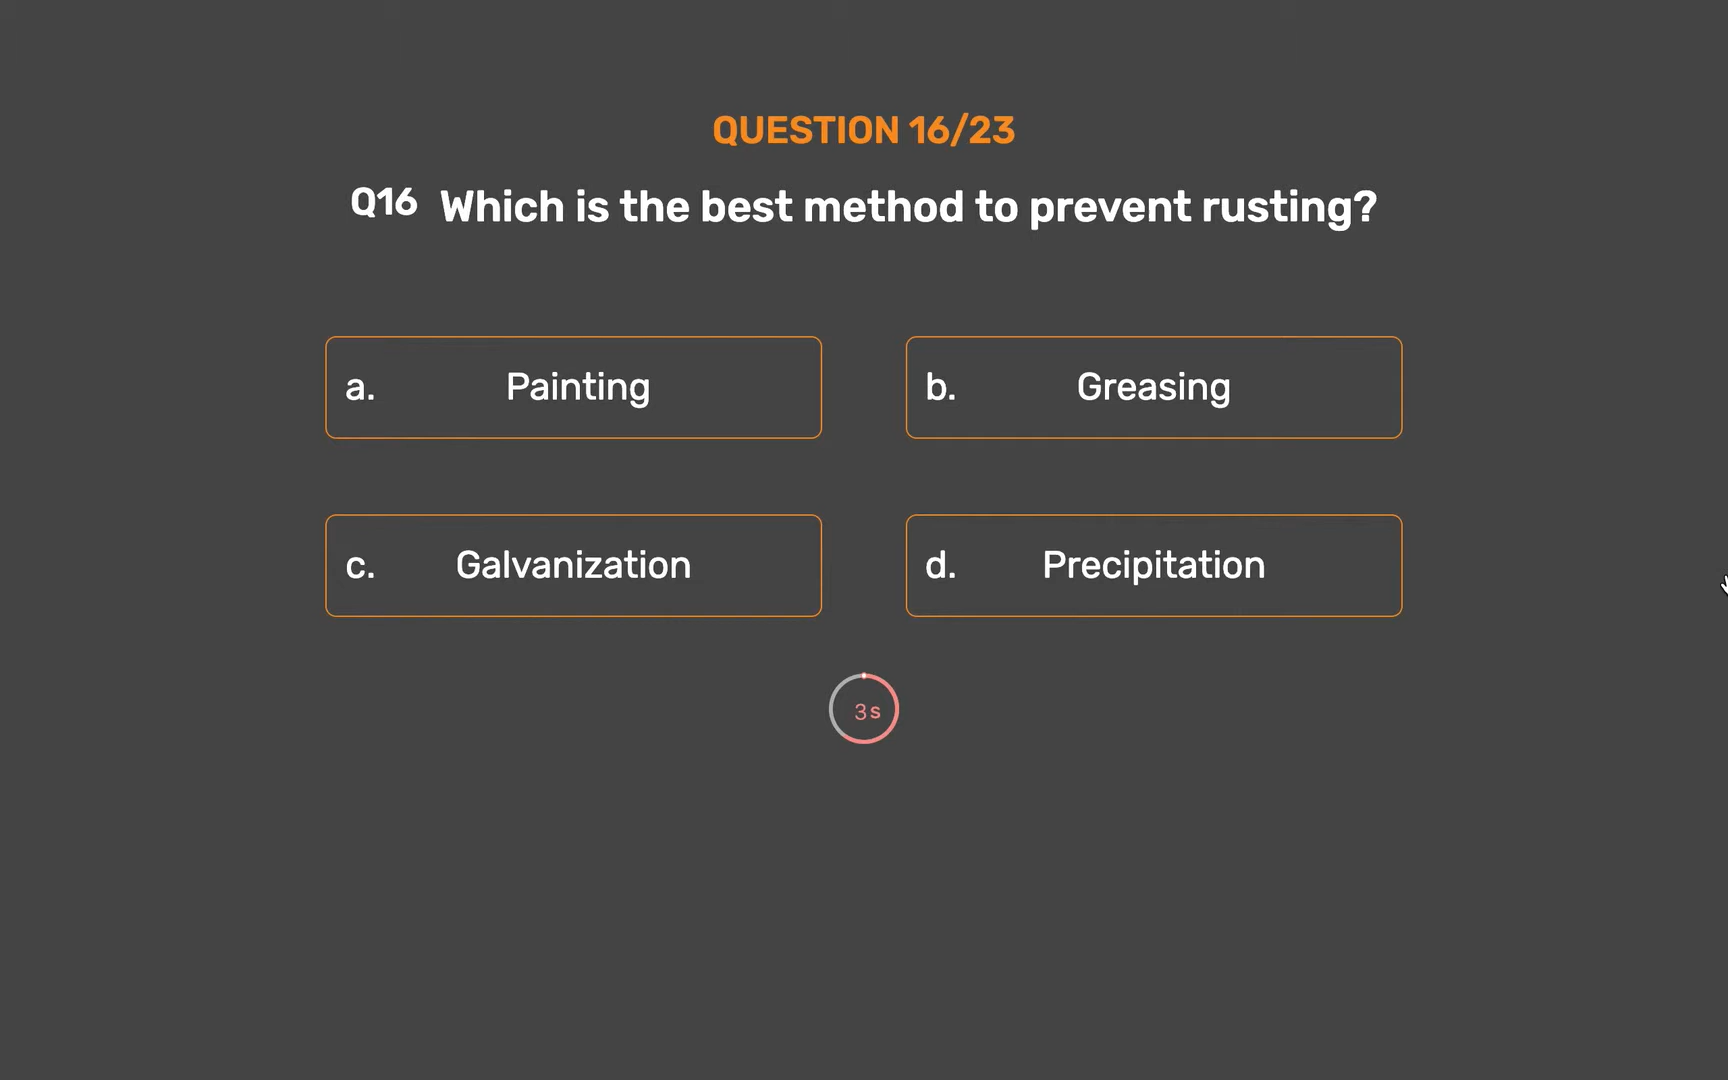 QUESTION 16/23
Q16 Which is the best method to prevent rusting?
a. Painting
b. Greasing
c. Galvanization
d. Precipitation
3s